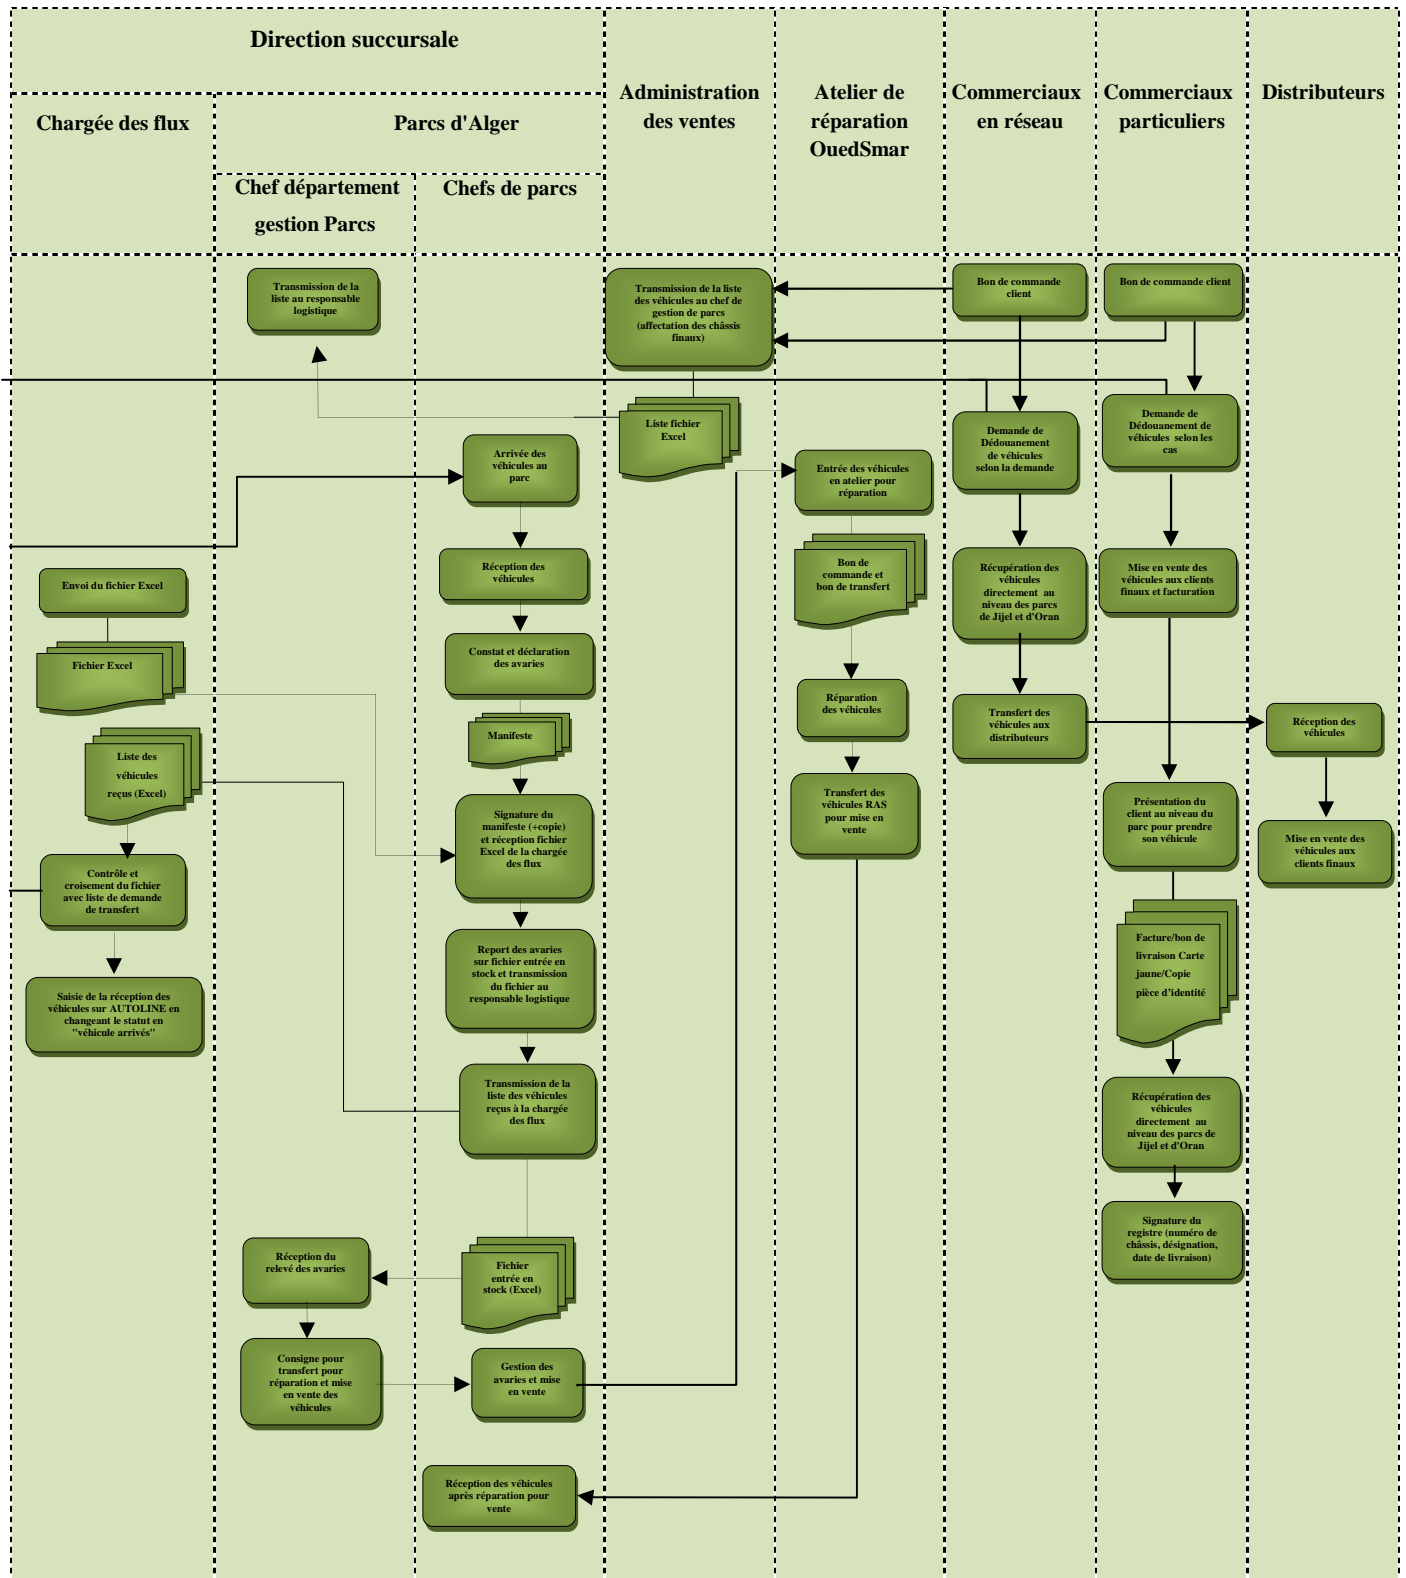 Direction succursale
Chargée des flux
Parcs d'Alger
Chef département
gestion Parcs
Chefs de parcs
Administration
des ventes
Atelier de
réparation
OuedSmar
Commerciaux
en réseau
Commerciaux
particuliers
Distributeurs
Transmission de la
liste au responsable
logistique
Transmission de la liste
des véhicules au chef de
gestion de parcs
(affectation des châssis
finaux)
Bon de commande
client
Bon de commande client
Liste fichier
Excel
Demande de
Dédouanement
de véhicules
selon la demande
Demande de
Dédouanement de
véhicules selon les
cas
Arrivée des
véhicules au
parc
Entrée des véhicules
en atelier pour
réparation
Réception des
véhicules
Bon de
commande et
bon de transfert
Récupération des
véhicules
directement au
niveau des parcs
de Jijel et d'Oran
Mise en vente des
véhicules aux clients
finaux et facturation
Envoi du fichier Excel
Fichier Excel
Constat et déclaration
des avaries
Réparation
des véhicules
Transfert des
véhicules aux
distributeurs
Réception des
véhicules
Manifeste
Liste des
véhicules
reçus (Excel)
Signature du
manifeste (+copie)
et réception fichier
Excel de la chargée
des flux
Transfert des
véhicules RAS
pour mise en
vente
Présentation du
client au niveau du
parc pour prendre
son véhicule
Mise en vente des
véhicules aux
clients finaux
Contrôle et
croisement du fichier
avec liste de demande
de transfert
Report des avaries
sur fichier entrée en
stock et transmission
du fichier au
responsable logistique
Facture/bon de
livraison Carte
jaune/Copie
pièce d'identité
Saisie de la réception des
véhicules sur AUTOLINE en
changeant le statut en
"véhicule arrivés"
Transmission de la
liste des véhicules
reçus à la chargée
des flux
Récupération des
véhicules
directement au
niveau des parcs de
Jijel et d'Oran
Signature du
registre (numéro de
châssis, désignation,
date de livraison)
Réception du
relevé des avaries
Fichier
entrée en
stock (Excel)
Consigne pour
transfert pour
réparation et mise
en vente des
véhicules
Gestion des
avaries et mise
en vente
Réception des véhicules
après réparation pour
vente